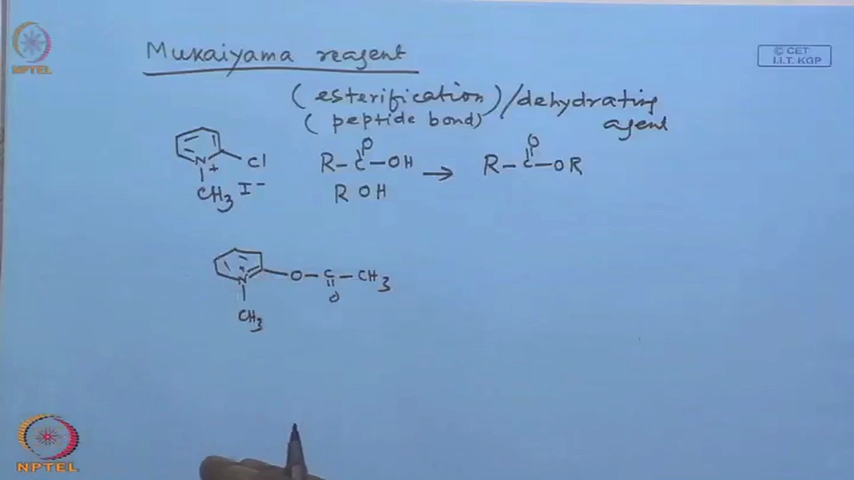 NPTEL
© CET
I.I.T. KGP
Mukaiyama reagent
(esterification)/dehydrating
(peptide bond) agent
N + Cl
CH3 I−
R–C–OH
O
ROH
→
R–C–OR
O
N + O–C–CH3
O
CH3
NPTEL